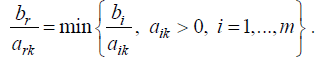 b_r / a_rk = min { b_i / a_ik , a_ik > 0, i = 1,...,m } .